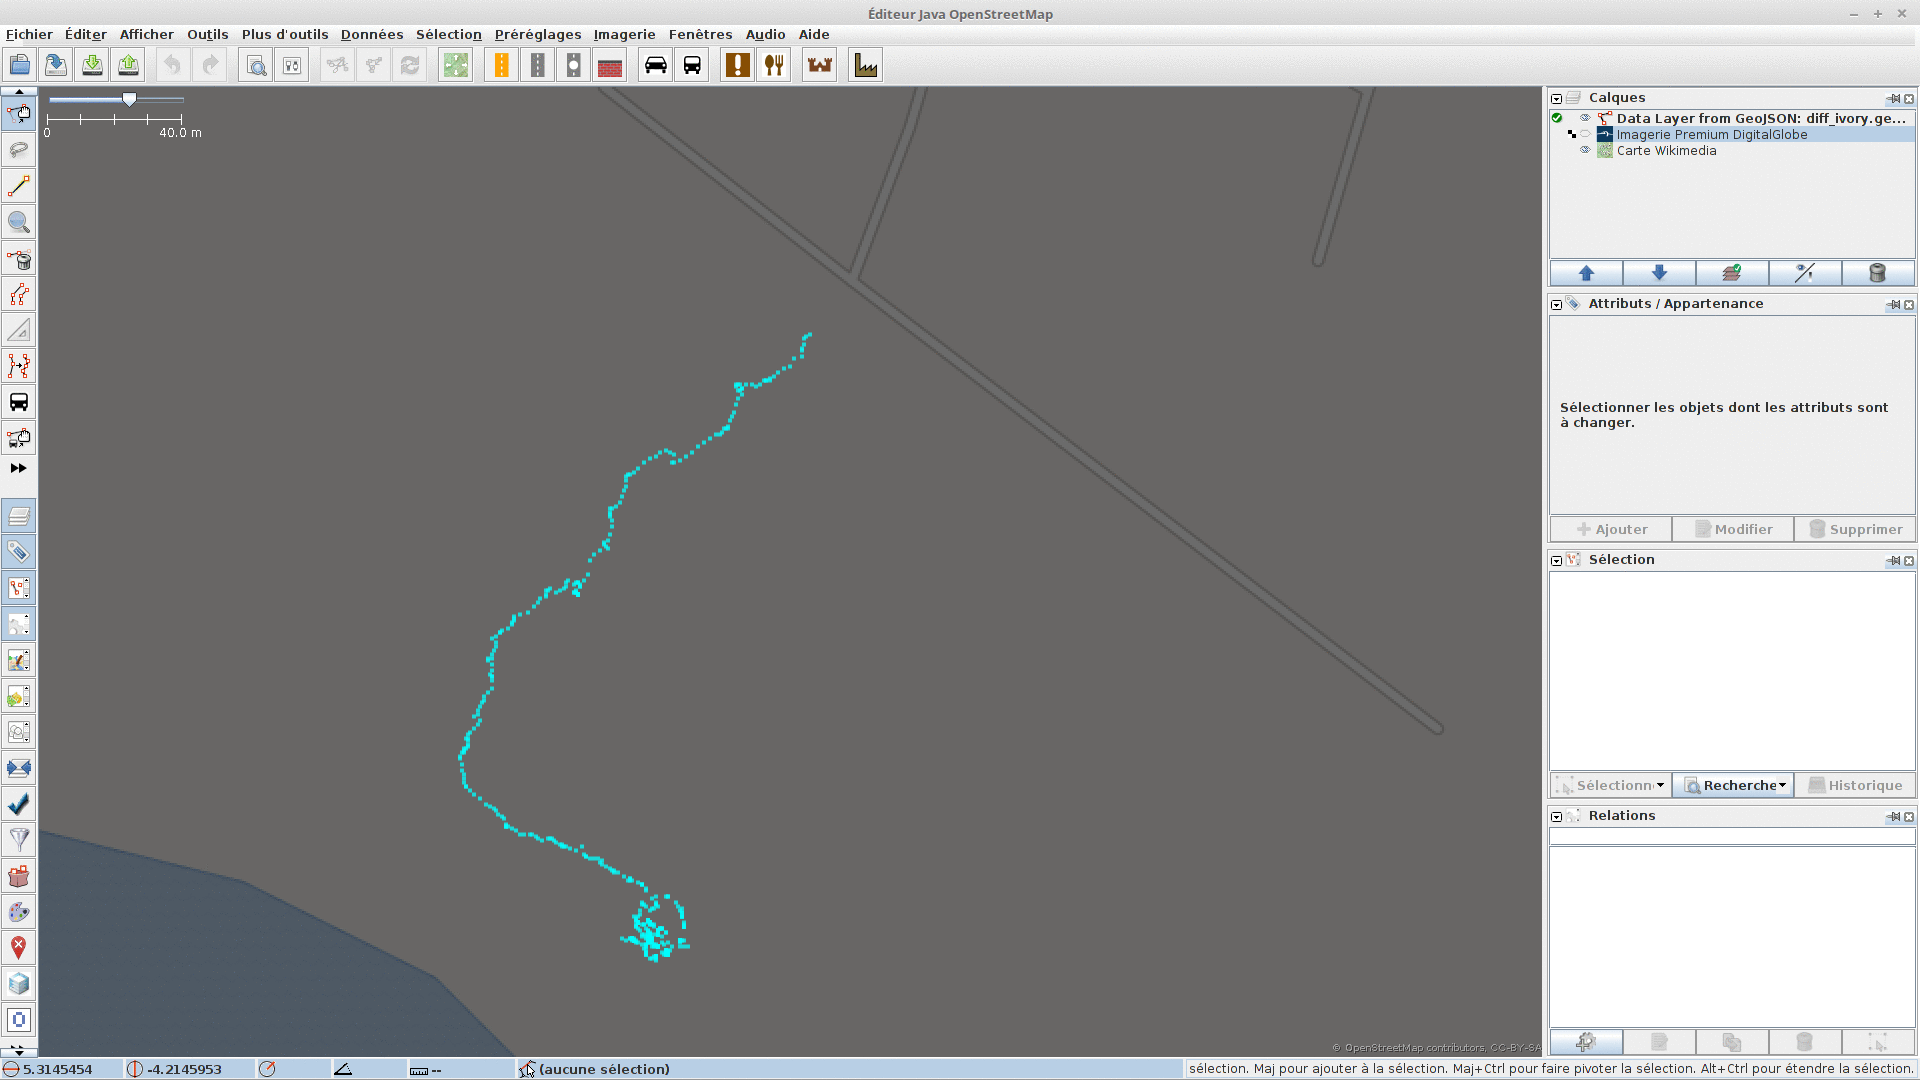 Éditeur Java OpenStreetMap
Fichier Éditer Afficher Outils Plus d'outils Données Sélection Préréglages Imagerie Fenêtres Audio Aide
0 40.0 m
Calques
Data Layer from GeoJSON: diff_ivory.ge...
Imagerie Premium DigitalGlobe
Carte Wikimedia
Attributs / Appartenance
Sélectionner les objets dont les attributs sont
à changer.
Ajouter Modifier Supprimer
Sélection
Sélectionn Recherche Historique
Relations
© OpenStreetMap contributors, CC-BY-SA
5.3145454 -4.2145953 -- (aucune sélection) sélection. Maj pour ajouter à la sélection. Maj+Ctrl pour faire pivoter la sélection. Alt+Ctrl pour étendre la sélection.